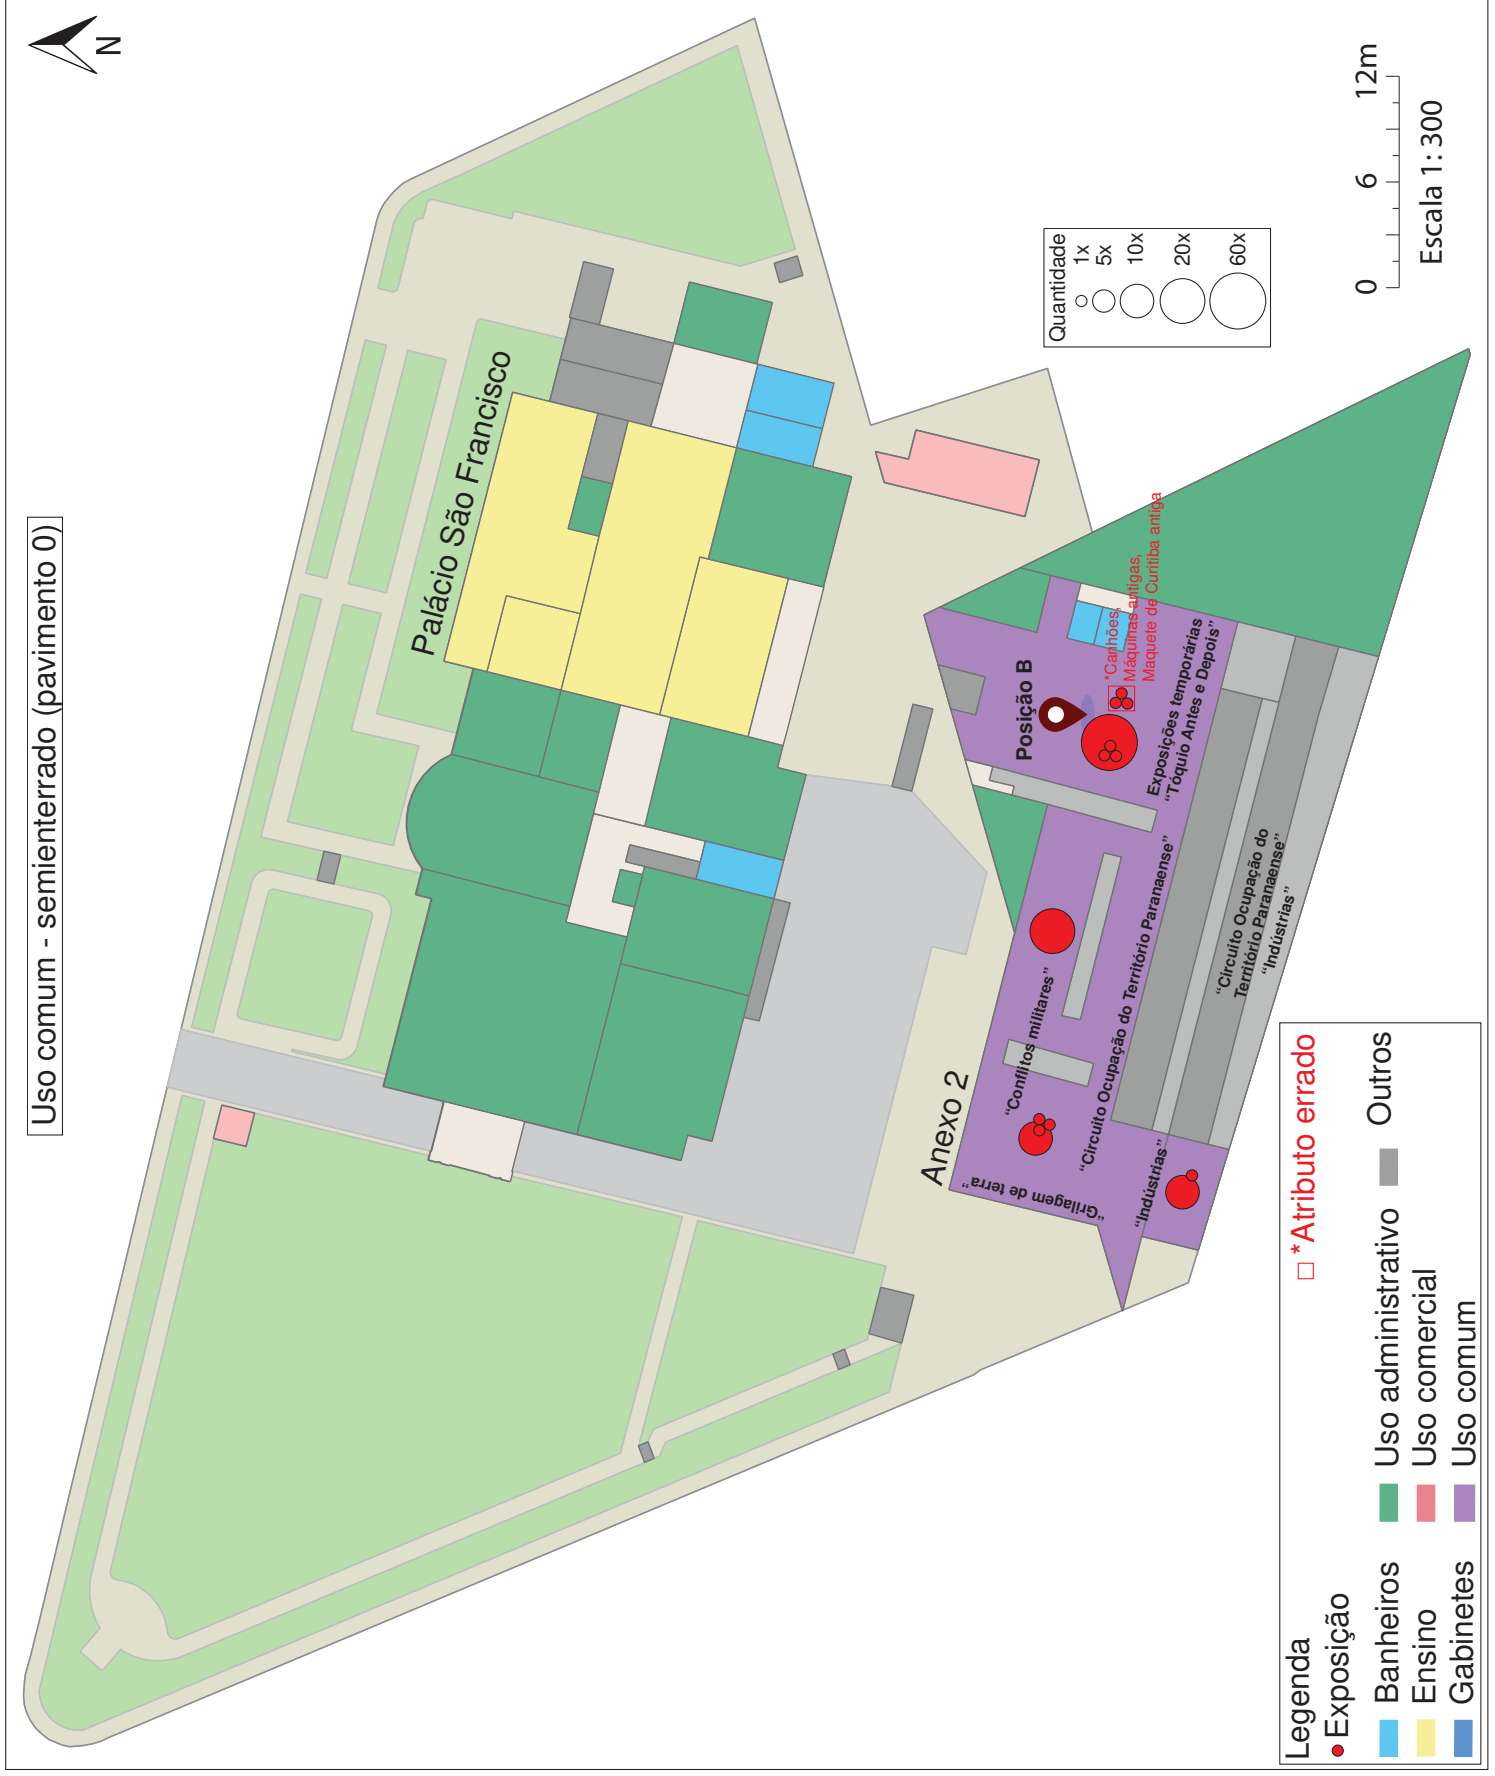 Uso comum - semienterrado (pavimento 0)
N
Palácio São Francisco
Anexo 2
Posição B
*Canhões,
Máquinas antigas,
Maquete de Curitiba antiga
Exposições temporárias
“Tóquio Antes e Depois”
“Conflitos militares”
“Circuito Ocupação do Território Paranaense”
“Grilagem de terra”
“Indústrias”
“Circuito Ocupação do
Território Paranaense”
“Indústrias”
Quantidade
1x
5x
10x
20x
60x
0 6 12m
Escala 1: 300
Legenda
Exposição
*Atributo errado
Banheiros
Ensino
Gabinetes
Uso administrativo
Uso comercial
Uso comum
Outros